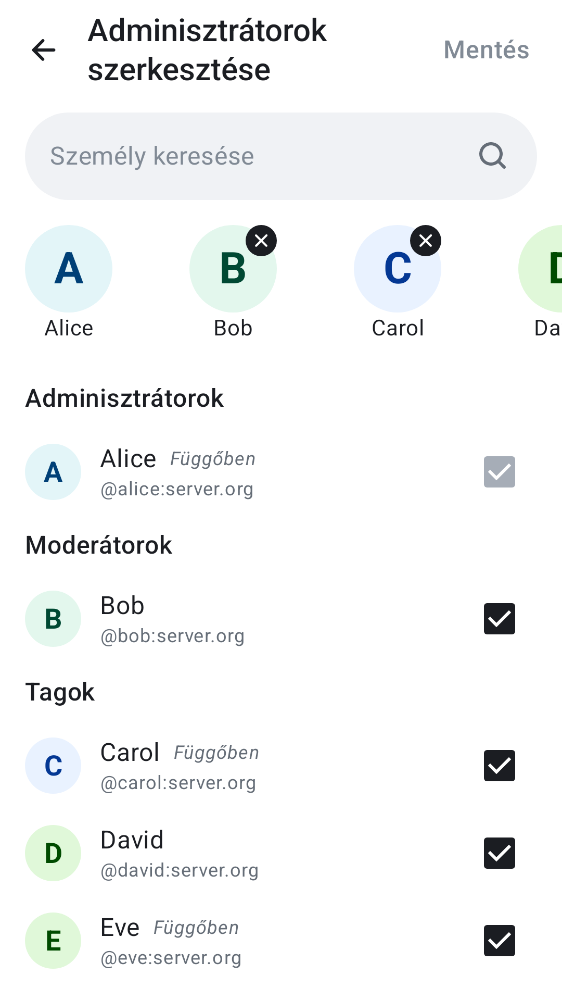 Adminisztrátorok
szerkesztése
Mentés
Személy keresése
A
B
C
Alice
Bob
Carol
Da
Adminisztrátorok
A
Alice Függőben
@alice:server.org
Moderátorok
B
Bob
@bob:server.org
Tagok
C
Carol Függőben
@carol:server.org
D
David
@david:server.org
E
Eve Függőben
@eve:server.org